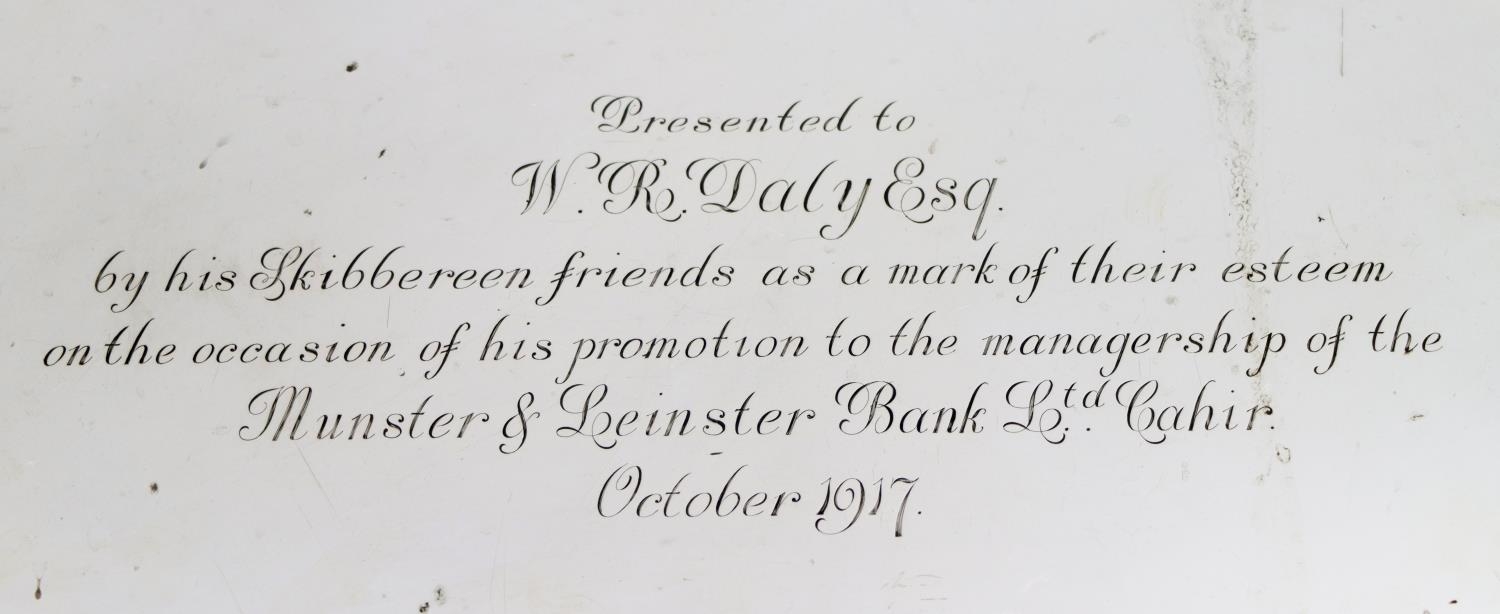 Presented to
W. R. Daly Esq.
by his Skibbereen friends as a mark of their esteem
on the occasion of his promotion to the managership of the
Munster & Leinster Bank Ltd. Cahir.
October 1917.